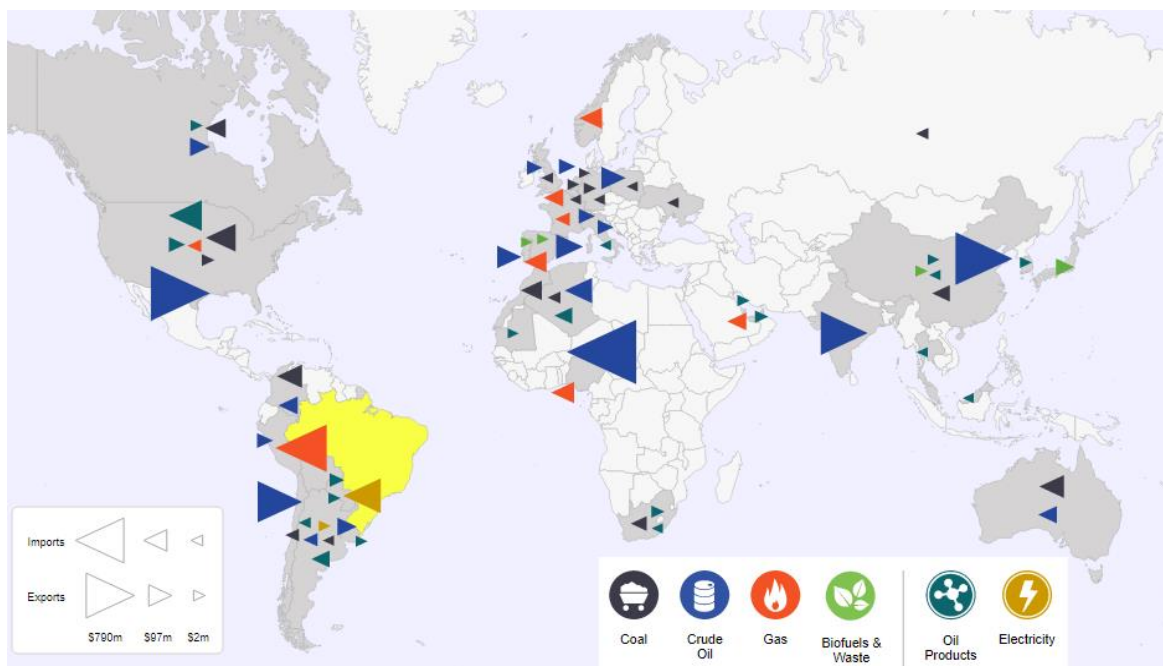 Imports
Exports
$790m $97m $2m
Coal
Crude
Oil
Gas
Biofuels &
Waste
Oil
Products
Electricity